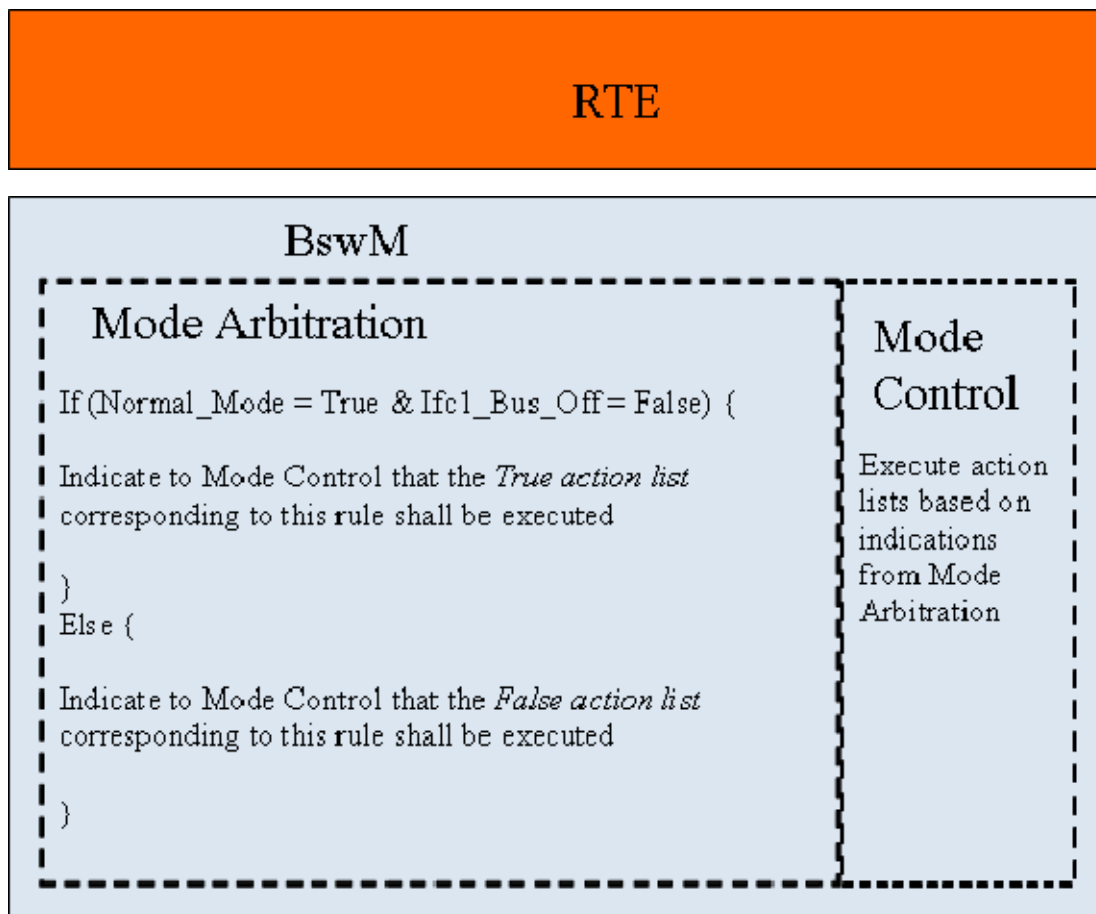 RTE
BswM
Mode Arbitration
If (Normal_Mode = True & Ifc1_Bus_Off = False) {
Indicate to Mode Control that the True action list
corresponding to this rule shall be executed
}
Else {
Indicate to Mode Control that the False action list
corresponding to this rule shall be executed
}
Mode
Control
Execute action
lists based on
indications
from Mode
Arbitration